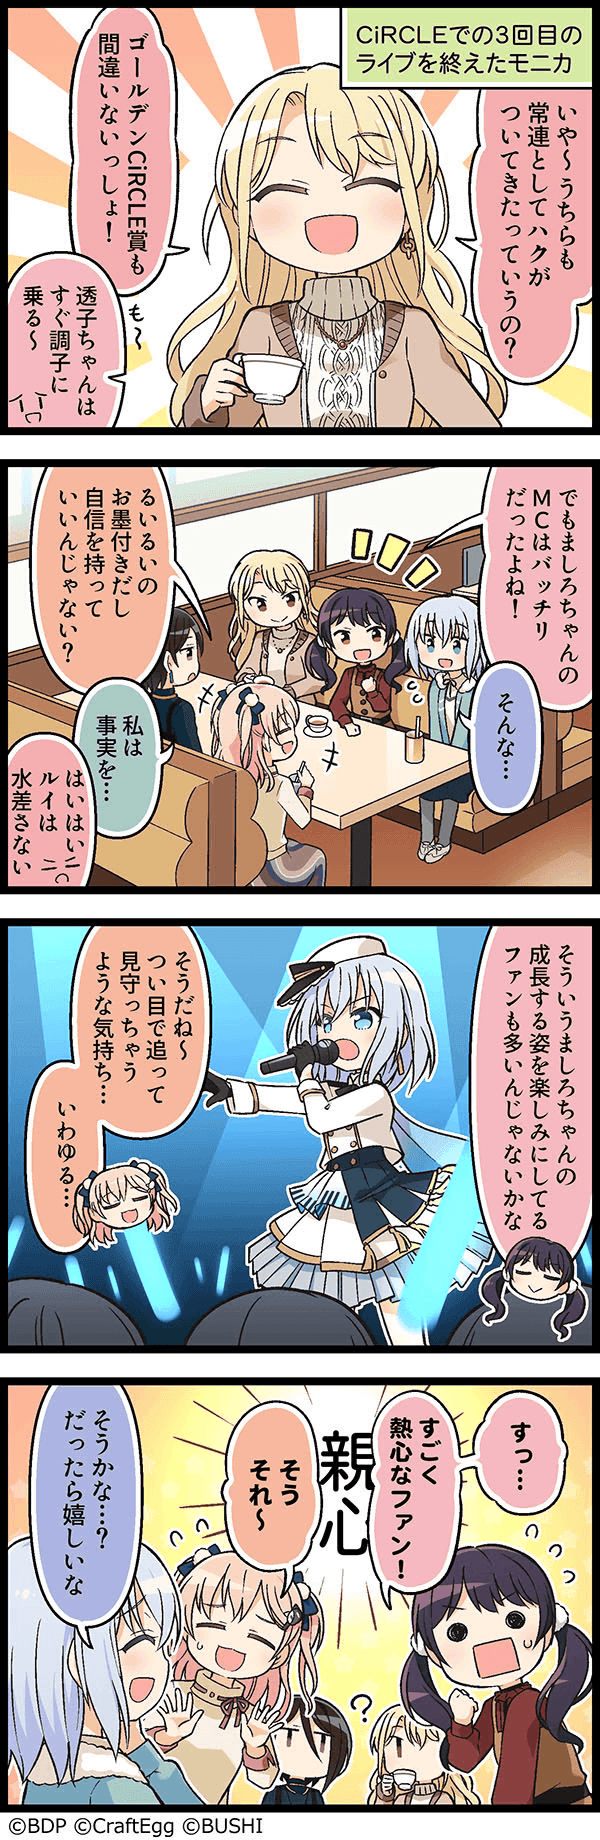 CiRCLEでの3回目の
ライブを終えたモニカ
いや～うちらも
常連としてハクが
ついてきたっていうの？
ゴールデンCiRCLE賞も
間違いないっしょ！
も～
透子ちゃんは
すぐ調子に
乗る～
でもましろちゃんの
MCはバッチリ
だったよね！
そんな…
るいるいの
お墨付きだし
自信を持って
いいんじゃない？
私は
事実を…
はいはい
ルイは
水差さない
そういうましろちゃんの
成長する姿を楽しみにしてる
ファンも多いんじゃないかな
そうだね～
つい目で追って
見守っちゃう
ような気持ち…
いわゆる…
すっ…
すごく
熱心なファン！
親心
そう
それ～
そうかな…？
だったら嬉しいな
？
©BDP ©CraftEgg ©BUSHI